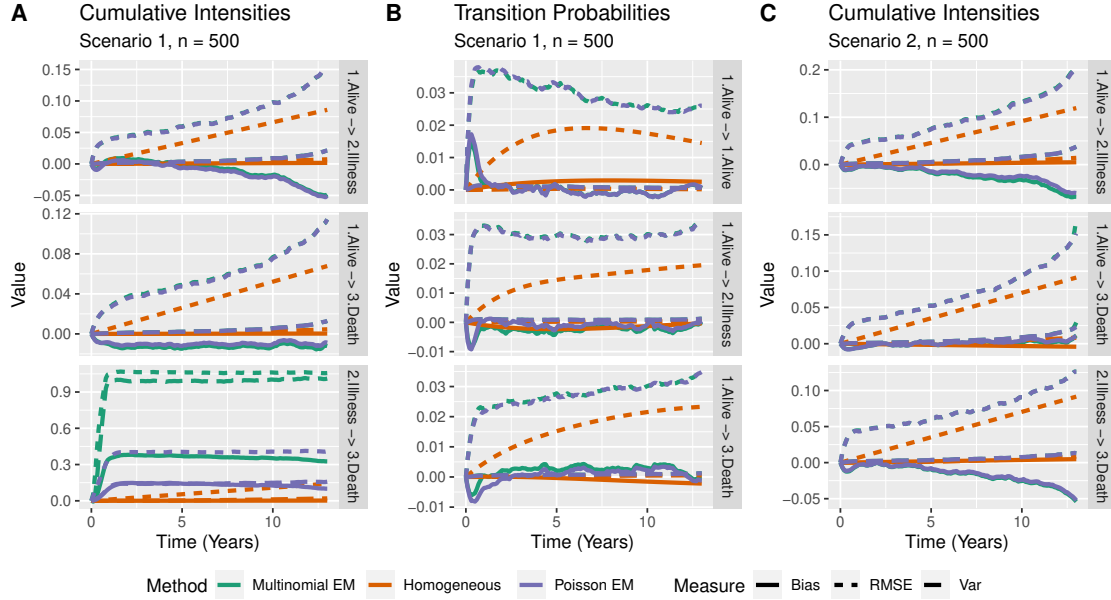 A
Cumulative Intensities
Scenario 1, n = 500
0.15
0.10
0.05
0.00
−0.05
1.Alive −> 2.Illness
0.12
0.08
0.04
0.00
1.Alive −> 3.Death
0.9
0.6
0.3
0.0
2.Illness −> 3.Death
Value
0
5
10
Time (Years)
B
Transition Probabilities
Scenario 1, n = 500
0.03
0.02
0.01
0.00
1.Alive −> 1.Alive
0.03
0.02
0.01
0.00
−0.01
1.Alive −> 2.Illness
0.03
0.02
0.01
0.00
−0.01
1.Alive −> 3.Death
Value
0
5
10
Time (Years)
C
Cumulative Intensities
Scenario 2, n = 500
0.2
0.1
0.0
1.Alive −> 2.Illness
0.15
0.10
0.05
0.00
1.Alive −> 3.Death
0.10
0.05
0.00
−0.05
2.Illness −> 3.Death
Value
0
5
10
Time (Years)
Method Multinomial EM Homogeneous Poisson EM Measure Bias RMSE Var